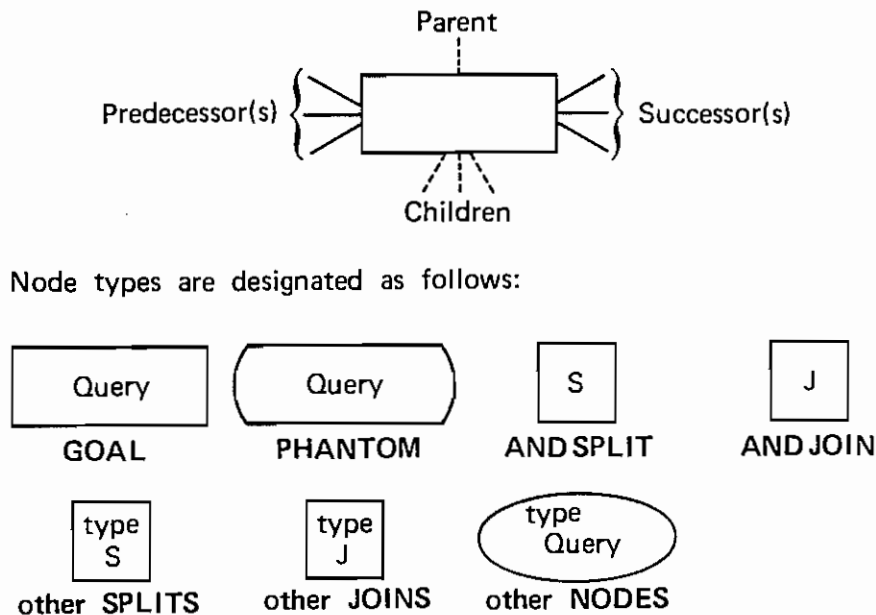 Parent
Predecessor(s)
Successor(s)
Children
Node types are designated as follows:
Query
Query
S
J
GOAL
PHANTOM
ANDSPLIT
ANDJOIN
type
S
type
J
type
Query
other SPLITS
other JOINS
other NODES